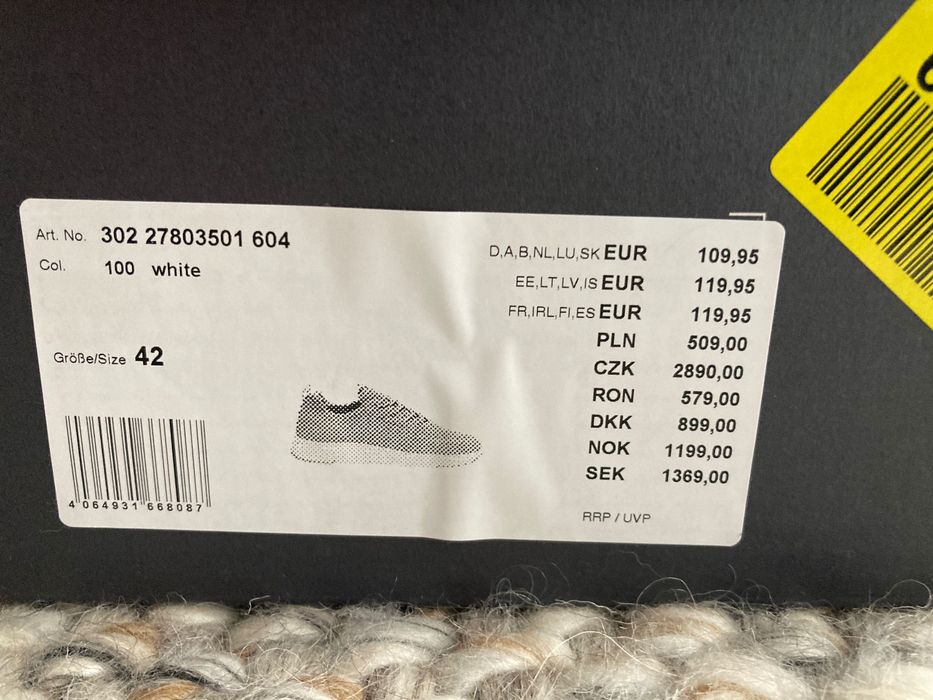 Art. No. 302 27803501 604
Col. 100 white
Größe/Size 42
4 064931 668087
D,A,B,NL,LU,SK EUR 109,95
EE,LT,LV,IS EUR 119,95
FR,IRL,FI,ES EUR 119,95
PLN 509,00
CZK 2890,00
RON 579,00
DKK 899,00
NOK 1199,00
SEK 1369,00
RRP / UVP